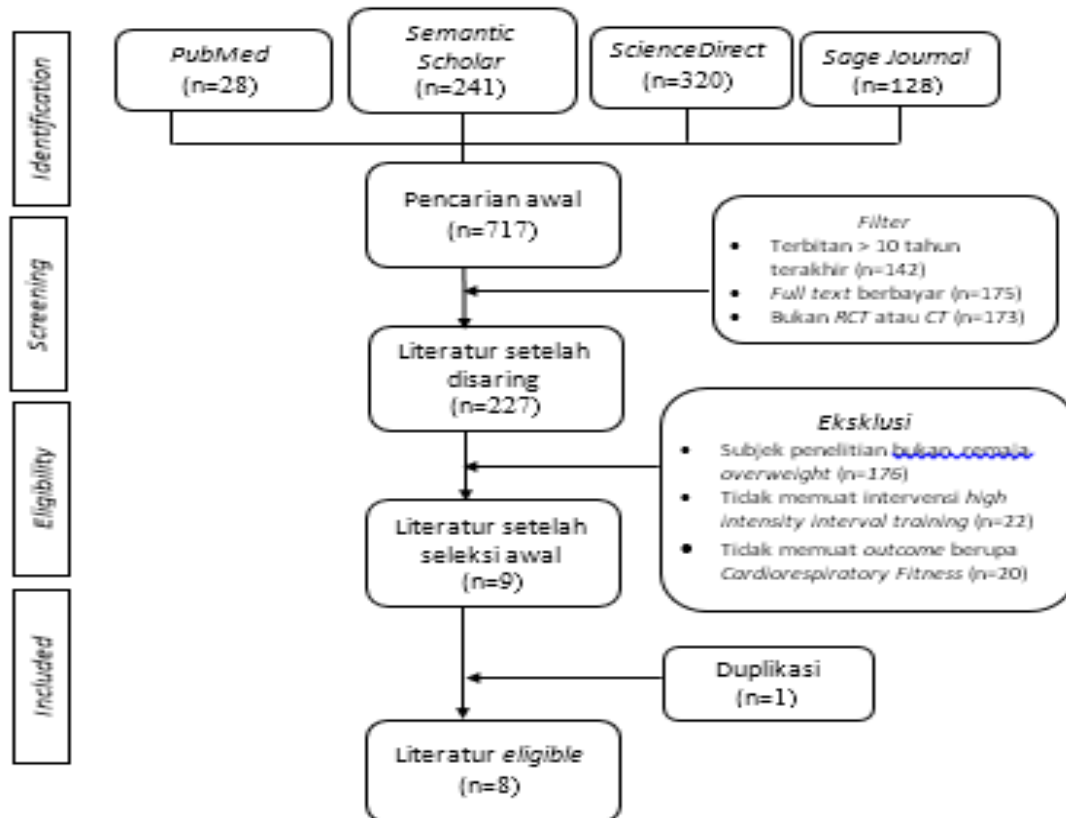 Identification
PubMed
(n=28)
Semantic
Scholar
(n=241)
ScienceDirect
(n=320)
Sage Journal
(n=128)
Pencarian awal
(n=717)
Screening
Filter
• Terbitan > 10 tahun
terakhir (n=142)
• Full text berbayar (n=175)
• Bukan RCT atau CT (n=173)
Literatur setelah
disaring
(n=227)
Eligibility
Eksklusi
• Subjek penelitian bukan remaja
overweight (n=176)
• Tidak memuat intervensi high
intensity interval training (n=22)
• Tidak memuat outcome berupa
Cardiorespiratory Fitness (n=20)
Literatur setelah
seleksi awal
(n=9)
Included
Duplikasi
(n=1)
Literatur eligible
(n=8)